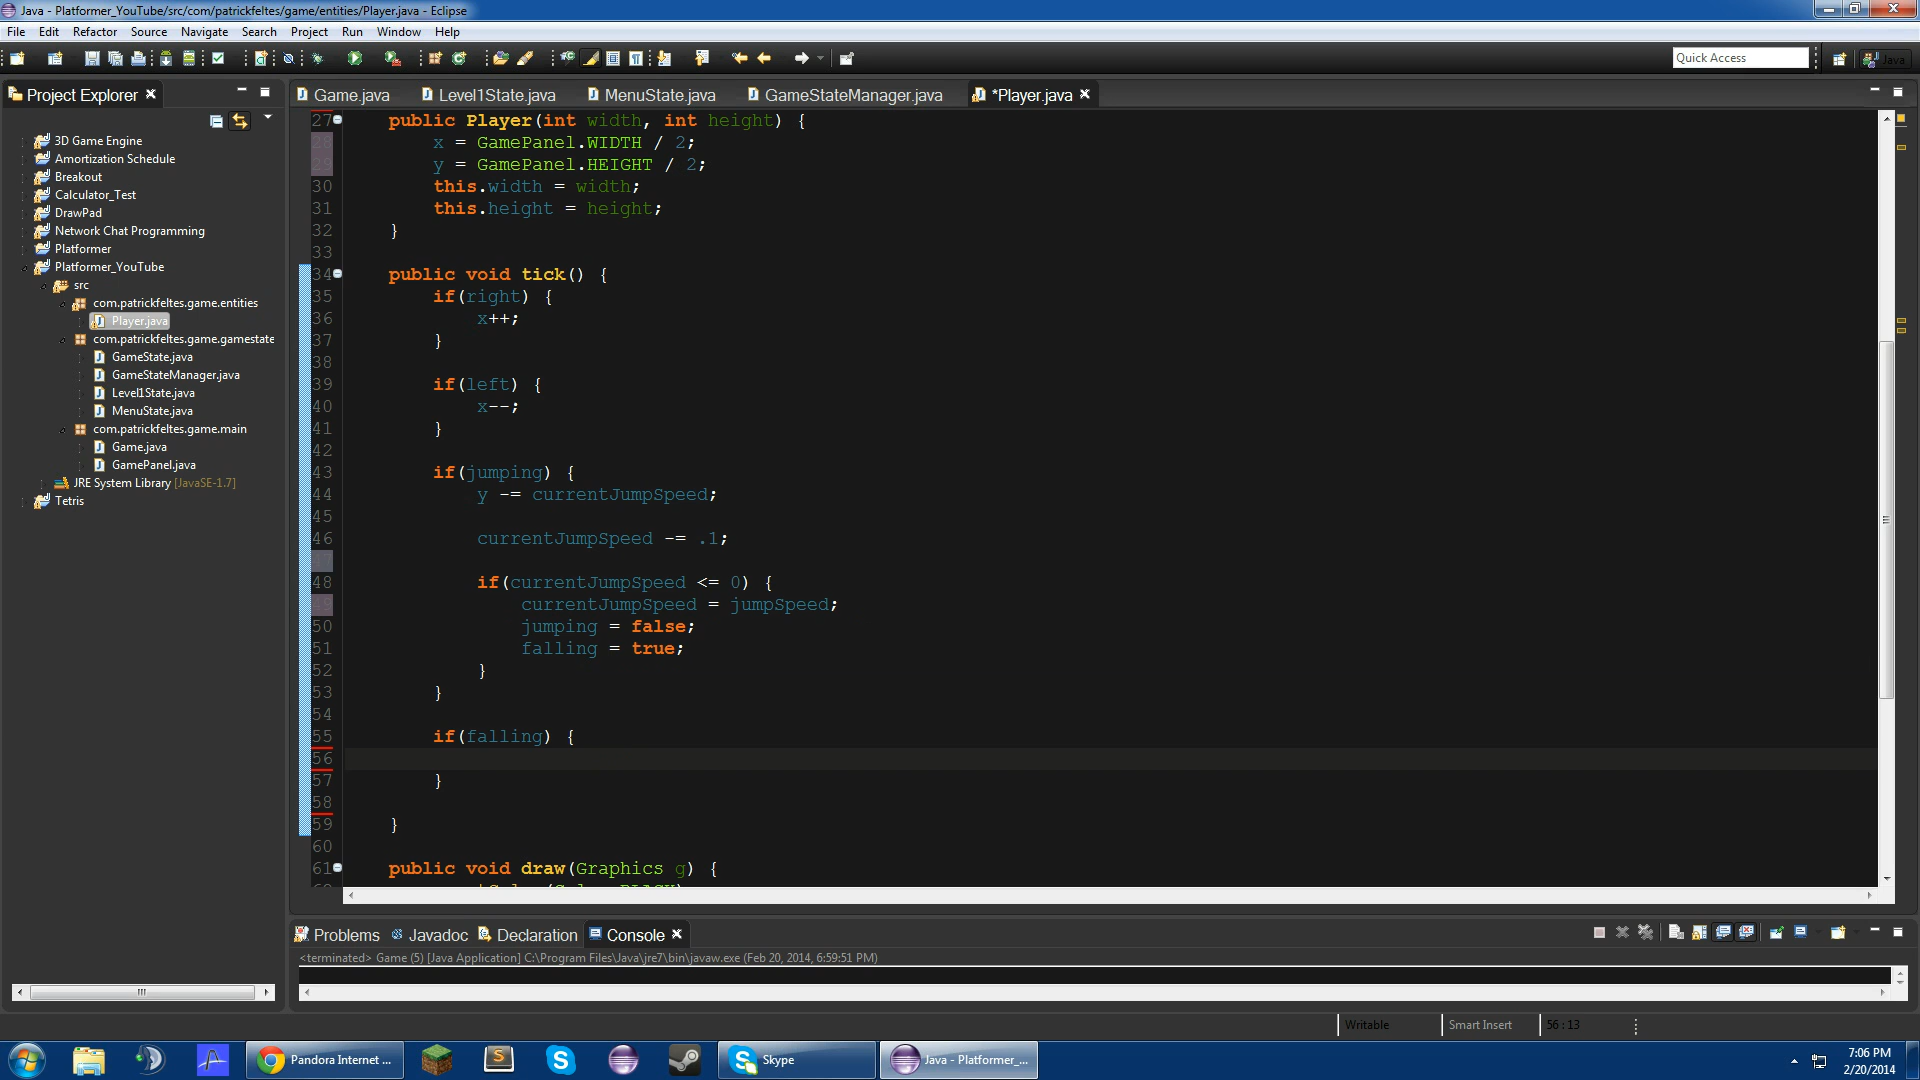 Java - Platformer_YouTube/src/com/patrickfeltes/game/entities/Player.java - Eclipse
File Edit Refactor Source Navigate Search Project Run Window Help
Quick Access
Java
Project Explorer
Game.java Level1State.java MenuState.java GameStateManager.java *Player.java
3D Game Engine
Amortization Schedule
Breakout
Calculator_Test
DrawPad
Network Chat Programming
Platformer
Platformer_YouTube
src
com.patrickfeltes.game.entities
Player.java
com.patrickfeltes.game.gamestate
GameState.java
GameStateManager.java
Level1State.java
MenuState.java
com.patrickfeltes.game.main
Game.java
GamePanel.java
JRE System Library [JavaSE-1.7]
Tetris
27 public Player(int width, int height) {
28 x = GamePanel.WIDTH / 2;
29 y = GamePanel.HEIGHT / 2;
30 this.width = width;
31 this.height = height;
32 }
33
34 public void tick() {
35 if(right) {
36 x++;
37 }
38
39 if(left) {
40 x--;
41 }
42
43 if(jumping) {
44 y -= currentJumpSpeed;
45
46 currentJumpSpeed -= .1;
47
48 if(currentJumpSpeed <= 0) {
49 currentJumpSpeed = jumpSpeed;
50 jumping = false;
51 falling = true;
52 }
53 }
54
55 if(falling) {
56
57 }
58
59 }
60
61 public void draw(Graphics g) {
Problems Javadoc Declaration Console
<terminated> Game (5) [Java Application] C:\Program Files\Java\jre7\bin\javaw.exe (Feb 20, 2014, 6:59:51 PM)
Writable Smart Insert 56 : 13
Pandora Internet ... Skype Java - Platformer_...
7:06 PM
2/20/2014